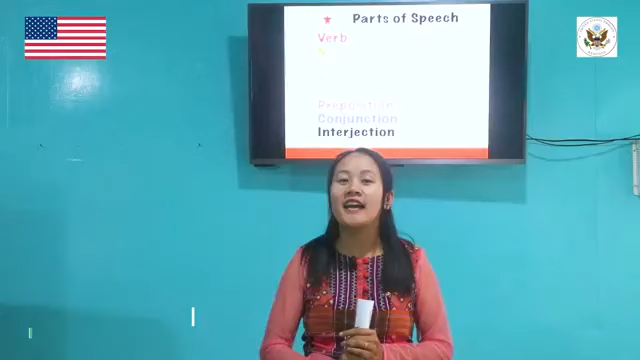 ★ Parts of Speech
Verb
Preposition
Conjunction
Interjection